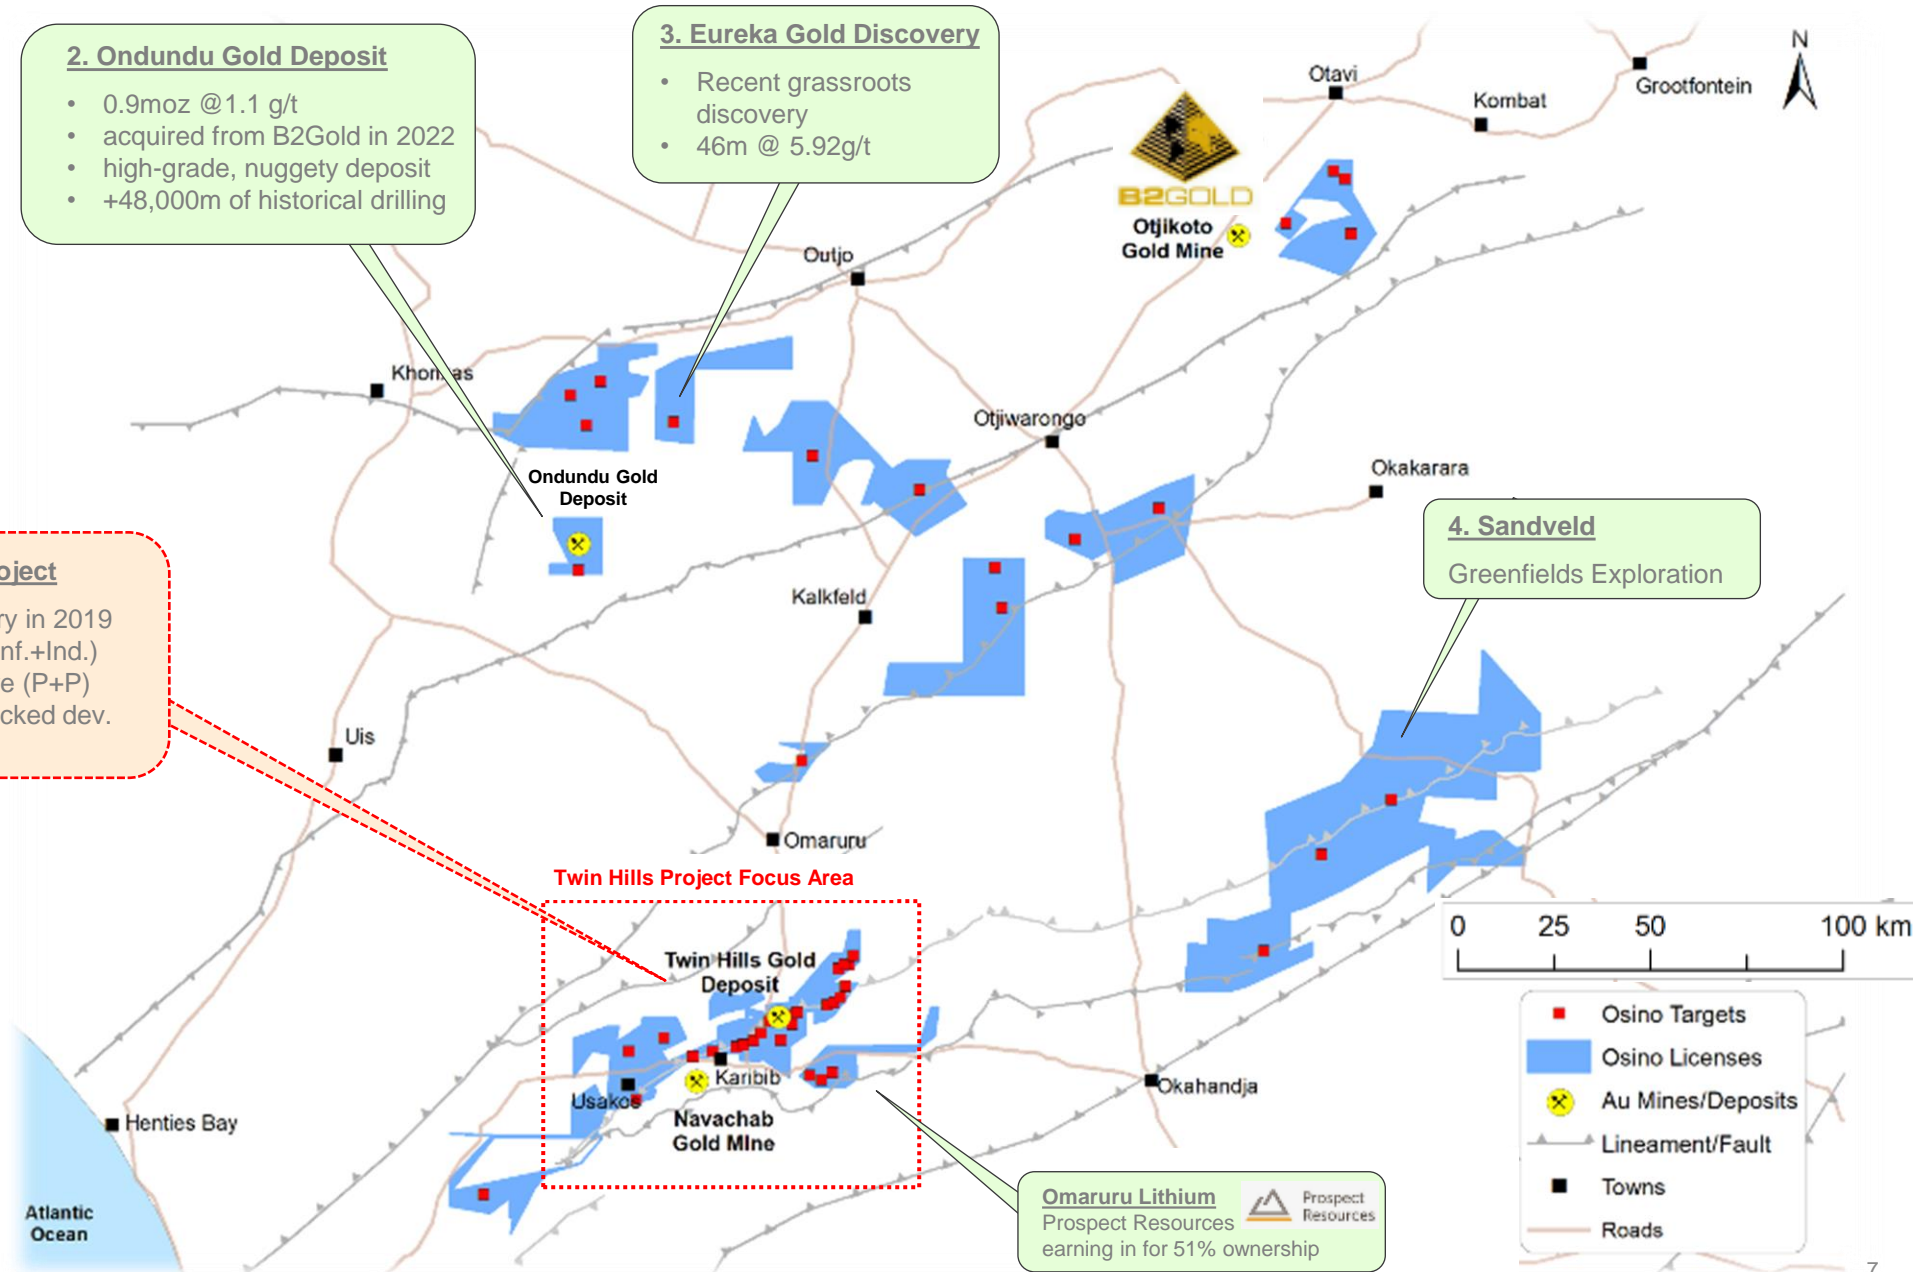 2. Ondundu Gold Deposit
• 0.9moz @1.1 g/t
• acquired from B2Gold in 2022
• high-grade, nuggety deposit
• +48,000m of historical drilling
3. Eureka Gold Discovery
• Recent grassroots
discovery
• 46m @ 5.92g/t
B2GOLD
Otjikoto
Gold Mine
Otavi
Kombat
Grootfontein
N
Outjo
Khorixas
Otjiwarongo
Okakarara
Ondundu Gold
Deposit
4. Sandveld
Greenfields Exploration
oject
ry in 2019
nf.+Ind.)
e (P+P)
cked dev.
Kalkfeld
Uis
Omaruru
Twin Hills Project Focus Area
Twin Hills Gold
Deposit
Karibib
Usakos
Navachab
Gold MIne
Okahandja
Henties Bay
Atlantic
Ocean
Omaruru Lithium
Prospect Resources
earning in for 51% ownership
Prospect
Resources
0 25 50 100 km
Osino Targets
Osino Licenses
Au Mines/Deposits
Lineament/Fault
Towns
Roads
7